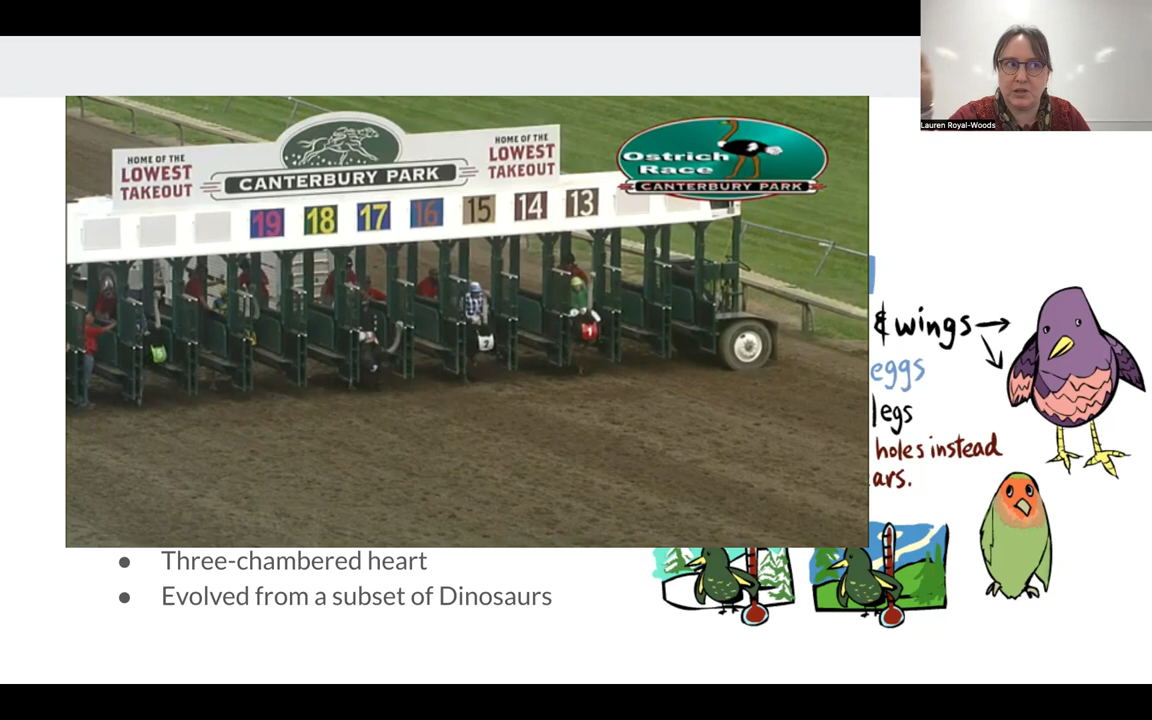 Lauren Royal-Woods
HOME OF THE
LOWEST
TAKEOUT
CANTERBURY PARK
HOME OF THE
LOWEST
TAKEOUT
Ostrich
Race
CANTERBURY PARK
19 18 17 16 15 14 13
2
1
& wings
eggs
legs
holes instead
ars.
● Three-chambered heart
● Evolved from a subset of Dinosaurs